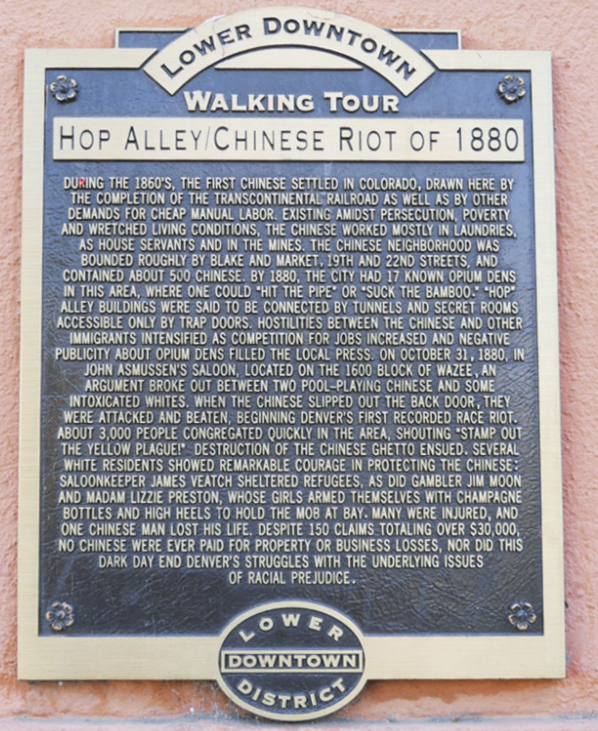 LOWER DOWNTOWN
WALKING TOUR
HOP ALLEY/CHINESE RIOT OF 1880
DURING THE 1860'S, THE FIRST CHINESE SETTLED IN COLORADO, DRAWN HERE BY
THE COMPLETION OF THE TRANSCONTINENTAL RAILROAD AS WELL AS BY OTHER
DEMANDS FOR CHEAP MANUAL LABOR. EXISTING AMIDST PERSECUTION, POVERTY
AND WRETCHED LIVING CONDITIONS, THE CHINESE WORKED MOSTLY IN LAUNDRIES,
AS HOUSE SERVANTS AND IN THE MINES. THE CHINESE NEIGHBORHOOD WAS
BOUNDED ROUGHLY BY BLAKE AND MARKET, 19TH AND 22ND STREETS, AND
CONTAINED ABOUT 500 CHINESE. BY 1880, THE CITY HAD 17 KNOWN OPIUM DENS
IN THIS AREA, WHERE ONE COULD "HIT THE PIPE" OR "SUCK THE BAMBOO." "HOP"
ALLEY BUILDINGS WERE SAID TO BE CONNECTED BY TUNNELS AND SECRET ROOMS
ACCESSIBLE ONLY BY TRAP DOORS. HOSTILITIES BETWEEN THE CHINESE AND OTHER
IMMIGRANTS INTENSIFIED AS COMPETITION FOR JOBS INCREASED AND NEGATIVE
PUBLICITY ABOUT OPIUM DENS FILLED THE LOCAL PRESS. ON OCTOBER 31, 1880, IN
JOHN ASMUSSEN'S SALOON, LOCATED ON THE 1600 BLOCK OF WAZEE, AN
ARGUMENT BROKE OUT BETWEEN TWO POOL-PLAYING CHINESE AND SOME
INTOXICATED WHITES. WHEN THE CHINESE SLIPPED OUT THE BACK DOOR, THEY
WERE ATTACKED AND BEATEN, BEGINNING DENVER'S FIRST RECORDED RACE RIOT.
ABOUT 3,000 PEOPLE CONGREGATED QUICKLY IN THE AREA, SHOUTING "STAMP OUT
THE YELLOW PLAGUE!" DESTRUCTION OF THE CHINESE GHETTO ENSUED. SEVERAL
WHITE RESIDENTS SHOWED REMARKABLE COURAGE IN PROTECTING THE CHINESE:
SALOONKEEPER JAMES VEATCH SHELTERED REFUGEES, AS DID GAMBLER JIM MOON
AND MADAM LIZZIE PRESTON, WHOSE GIRLS ARMED THEMSELVES WITH CHAMPAGNE
BOTTLES AND HIGH HEELS TO HOLD THE MOB AT BAY. MANY WERE INJURED, AND
ONE CHINESE MAN LOST HIS LIFE. DESPITE 150 CLAIMS TOTALING OVER $30,000,
NO CHINESE WERE EVER PAID FOR PROPERTY OR BUSINESS LOSSES, NOR DID THIS
DARK DAY END DENVER'S STRUGGLES WITH THE UNDERLYING ISSUES
OF RACIAL PREJUDICE.
LOWER
DOWNTOWN
DISTRICT